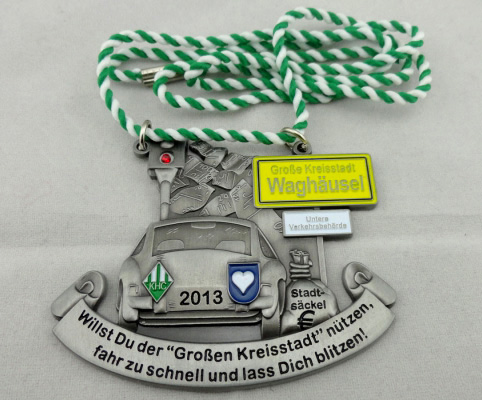 Große Kreisstadt
Waghäusel
Untere
Verkehrsbehörde
KHG
2013
Stadt-
säckel
€
Willst Du der "Großen Kreisstadt" nützen,
fahr zu schnell und lass Dich blitzen!